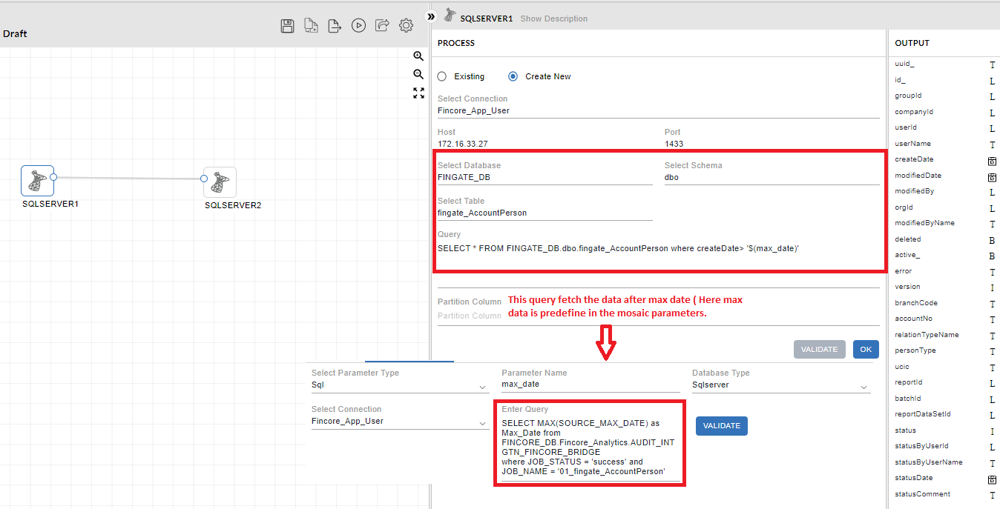 Draft
SQLSERVER1
SQLSERVER2
» SQLSERVER1 Show Description
PROCESS
Existing Create New
Select Connection
Fincore_App_User
Host Port
172.16.33.27 1433
Select Database Select Schema
FINGATE_DB dbo
Select Table
fingate_AccountPerson
Query
SELECT * FROM FINGATE_DB.dbo.fingate_AccountPerson where createDate> '$(max_date)'
Partition Column
Partition Column
This query fetch the data after max date ( Here max
data is predefine in the mosaic parameters.
VALIDATE OK
Select Parameter Type Parameter Name Database Type
Sql max_date Sqlserver
Select Connection
Fincore_App_User
Enter Query
SELECT MAX(SOURCE_MAX_DATE) as
Max_Date from
FINCORE_DB.Fincore_Analytics.AUDIT_INT
GTN_FINCORE_BRIDGE
where JOB_STATUS = 'success' and
JOB_NAME = '01_fingate_AccountPerson'
VALIDATE
OUTPUT
uuid_ T
id_ L
groupId L
companyId L
userId L
userName T
createDate
modifiedDate
modifiedBy L
orgId L
modifiedByName T
deleted B
active_ B
error T
version I
branchCode T
accountNo T
relationTypeName T
personType T
ucic T
reportId L
batchId L
reportDataSetId L
status I
statusByUserId L
statusByUserName T
statusDate
statusComment T